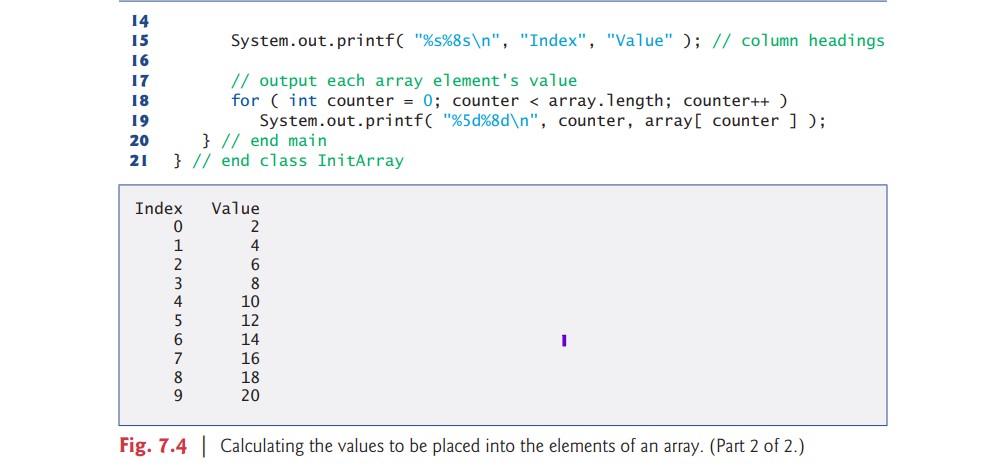 14
15 System.out.printf( "%s%8s\n", "Index", "Value" ); // column headings
16
17 // output each array element's value
18 for ( int counter = 0; counter < array.length; counter++ )
19 System.out.printf( "%5d%8d\n", counter, array[ counter ] );
20 } // end main
21 } // end class InitArray
Index Value
0 2
1 4
2 6
3 8
4 10
5 12
6 14
7 16
8 18
9 20
Fig. 7.4 | Calculating the values to be placed into the elements of an array. (Part 2 of 2.)